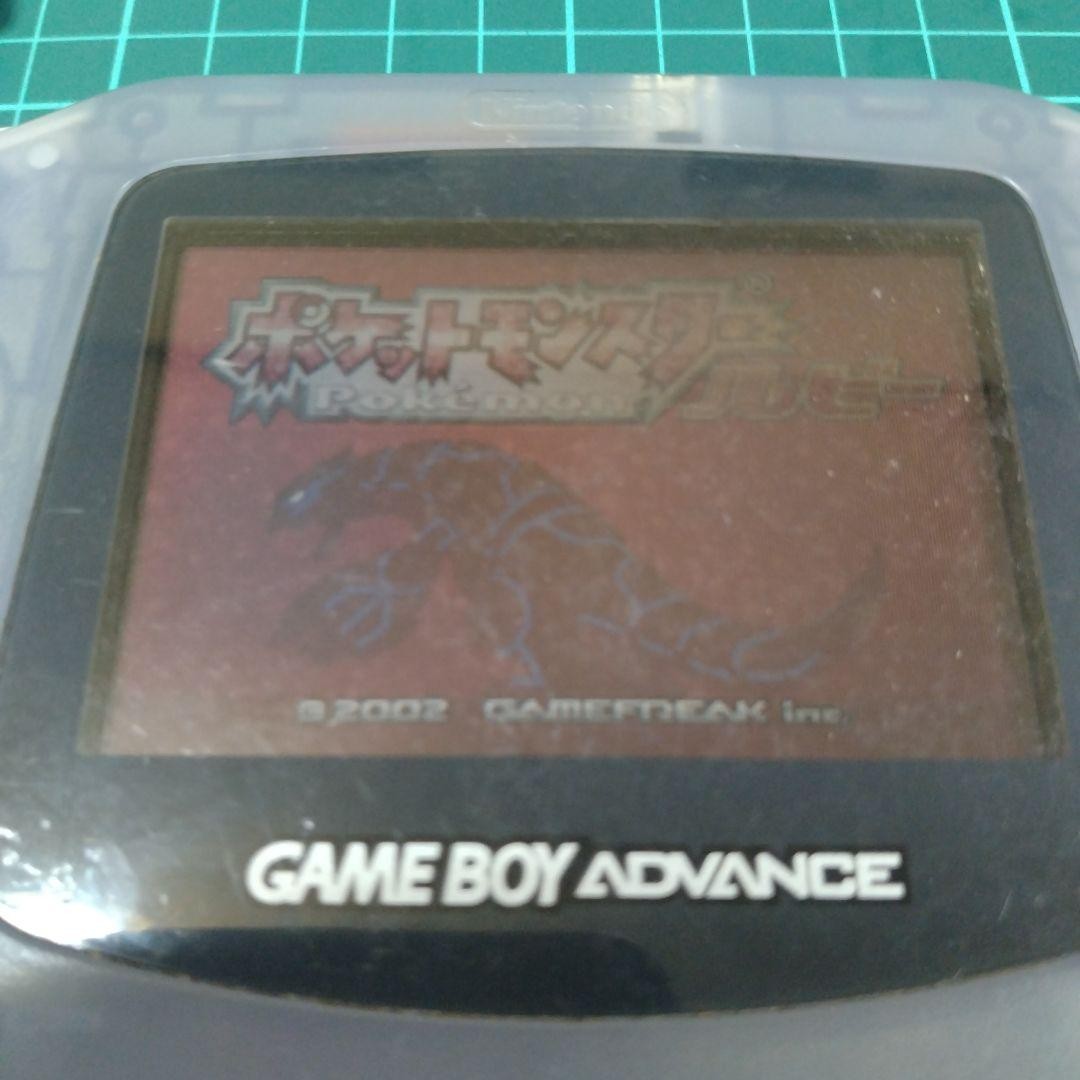 Nintendo
ポケットモンスター®
Pokémon ルビー
©2002 GAMEFREAK inc.
GAME BOY ADVANCE